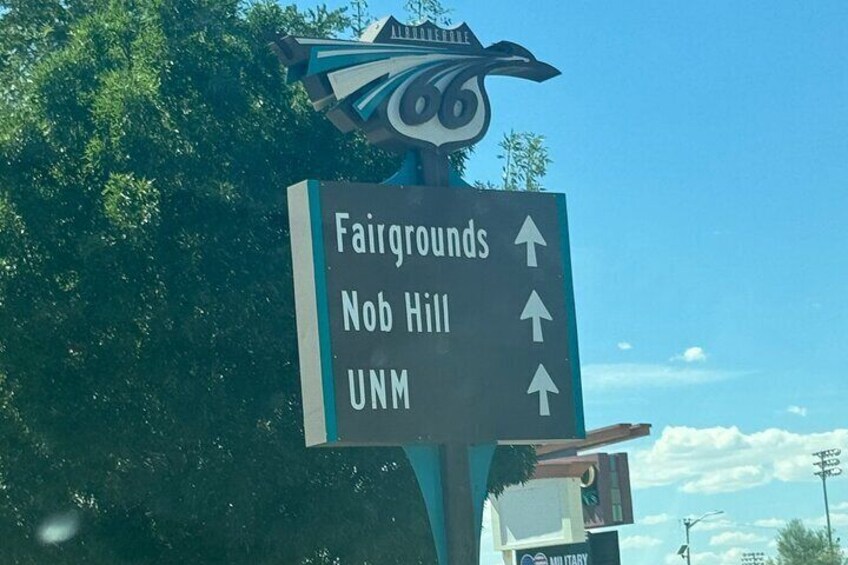 ALBUQUERQUE
66
Fairgrounds
Nob Hill
UNM
MILITARY